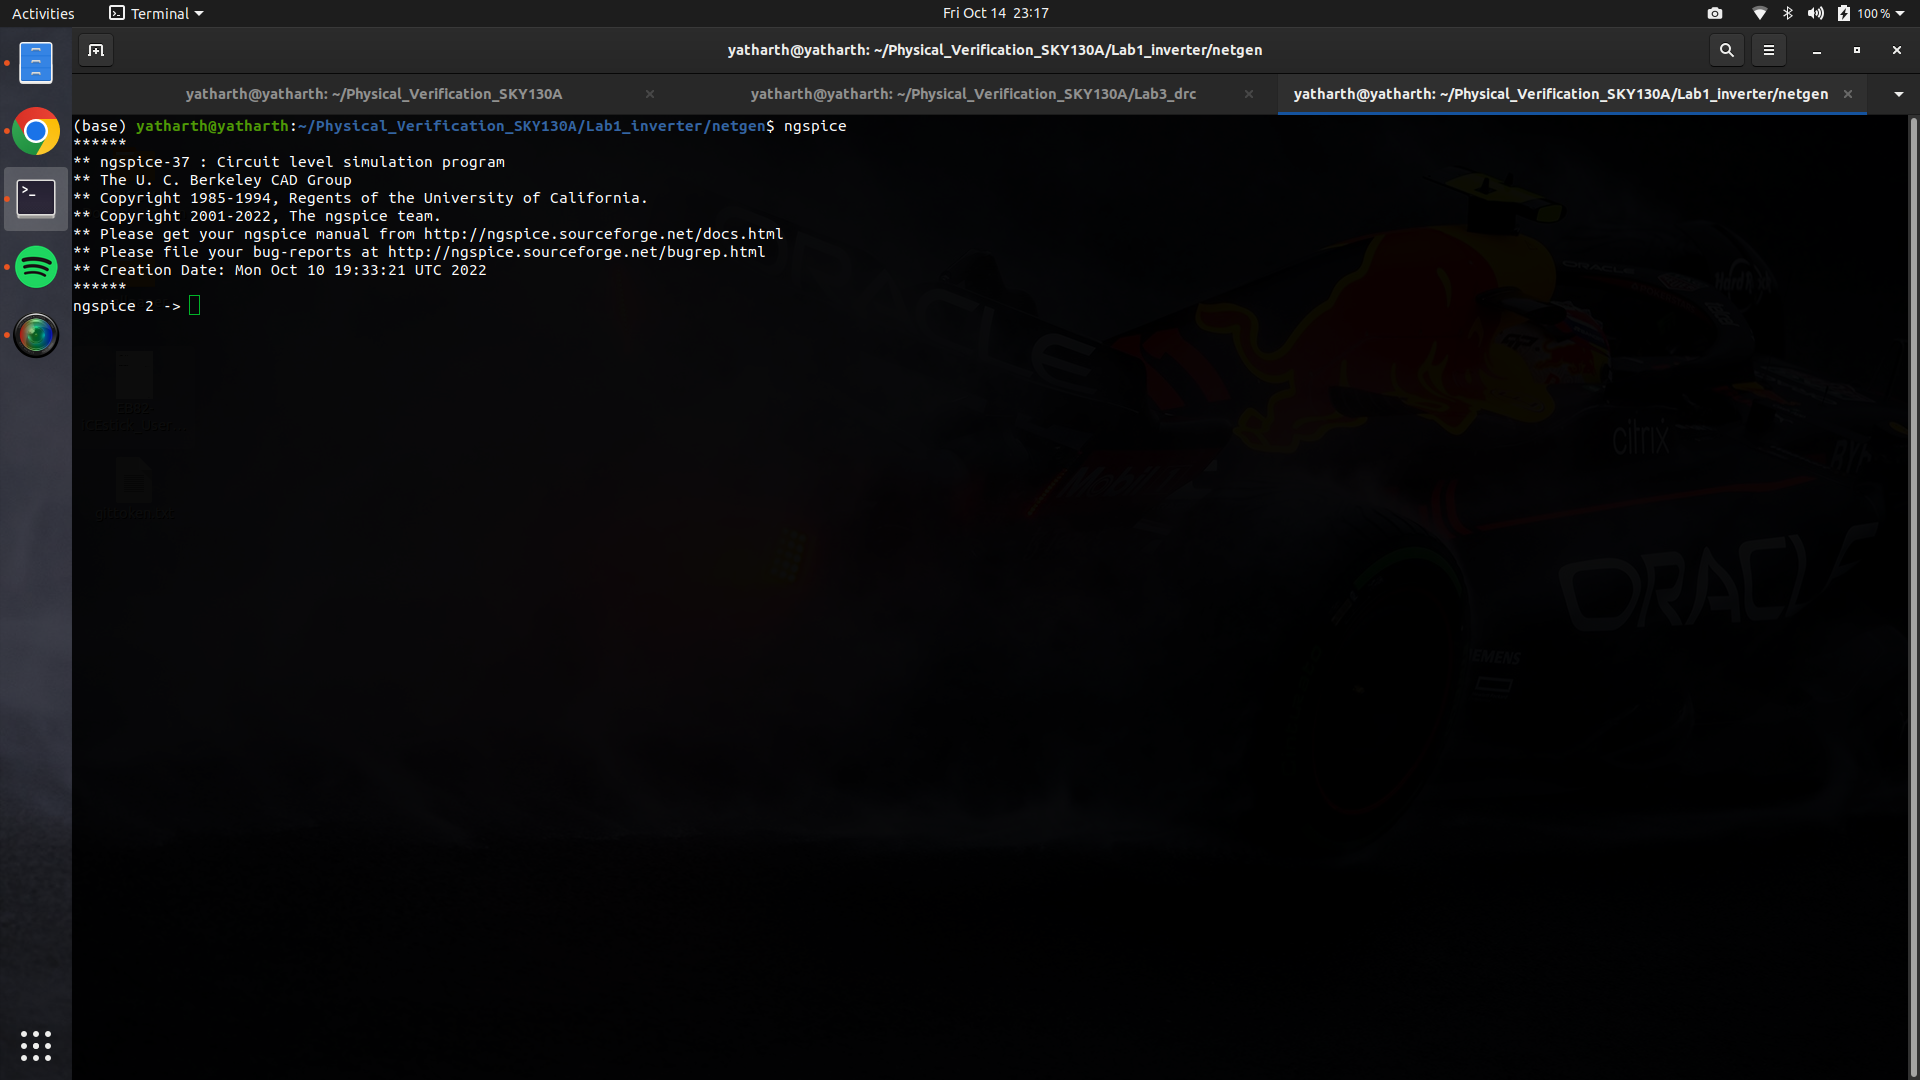 Activities
Terminal
Fri Oct 14 23:17
100 %
yatharth@yatharth: ~/Physical_Verification_SKY130A/Lab1_inverter/netgen
yatharth@yatharth: ~/Physical_Verification_SKY130A
yatharth@yatharth: ~/Physical_Verification_SKY130A/Lab3_drc
yatharth@yatharth: ~/Physical_Verification_SKY130A/Lab1_inverter/netgen
(base) yatharth@yatharth:~/Physical_Verification_SKY130A/Lab1_inverter/netgen$ ngspice
******
** ngspice-37 : Circuit level simulation program
** The U. C. Berkeley CAD Group
** Copyright 1985-1994, Regents of the University of California.
** Copyright 2001-2022, The ngspice team.
** Please get your ngspice manual from http://ngspice.sourceforge.net/docs.html
** Please file your bug-reports at http://ngspice.sourceforge.net/bugrep.html
** Creation Date: Mon Oct 10 19:33:21 UTC 2022
******
ngspice 2 ->
citrix